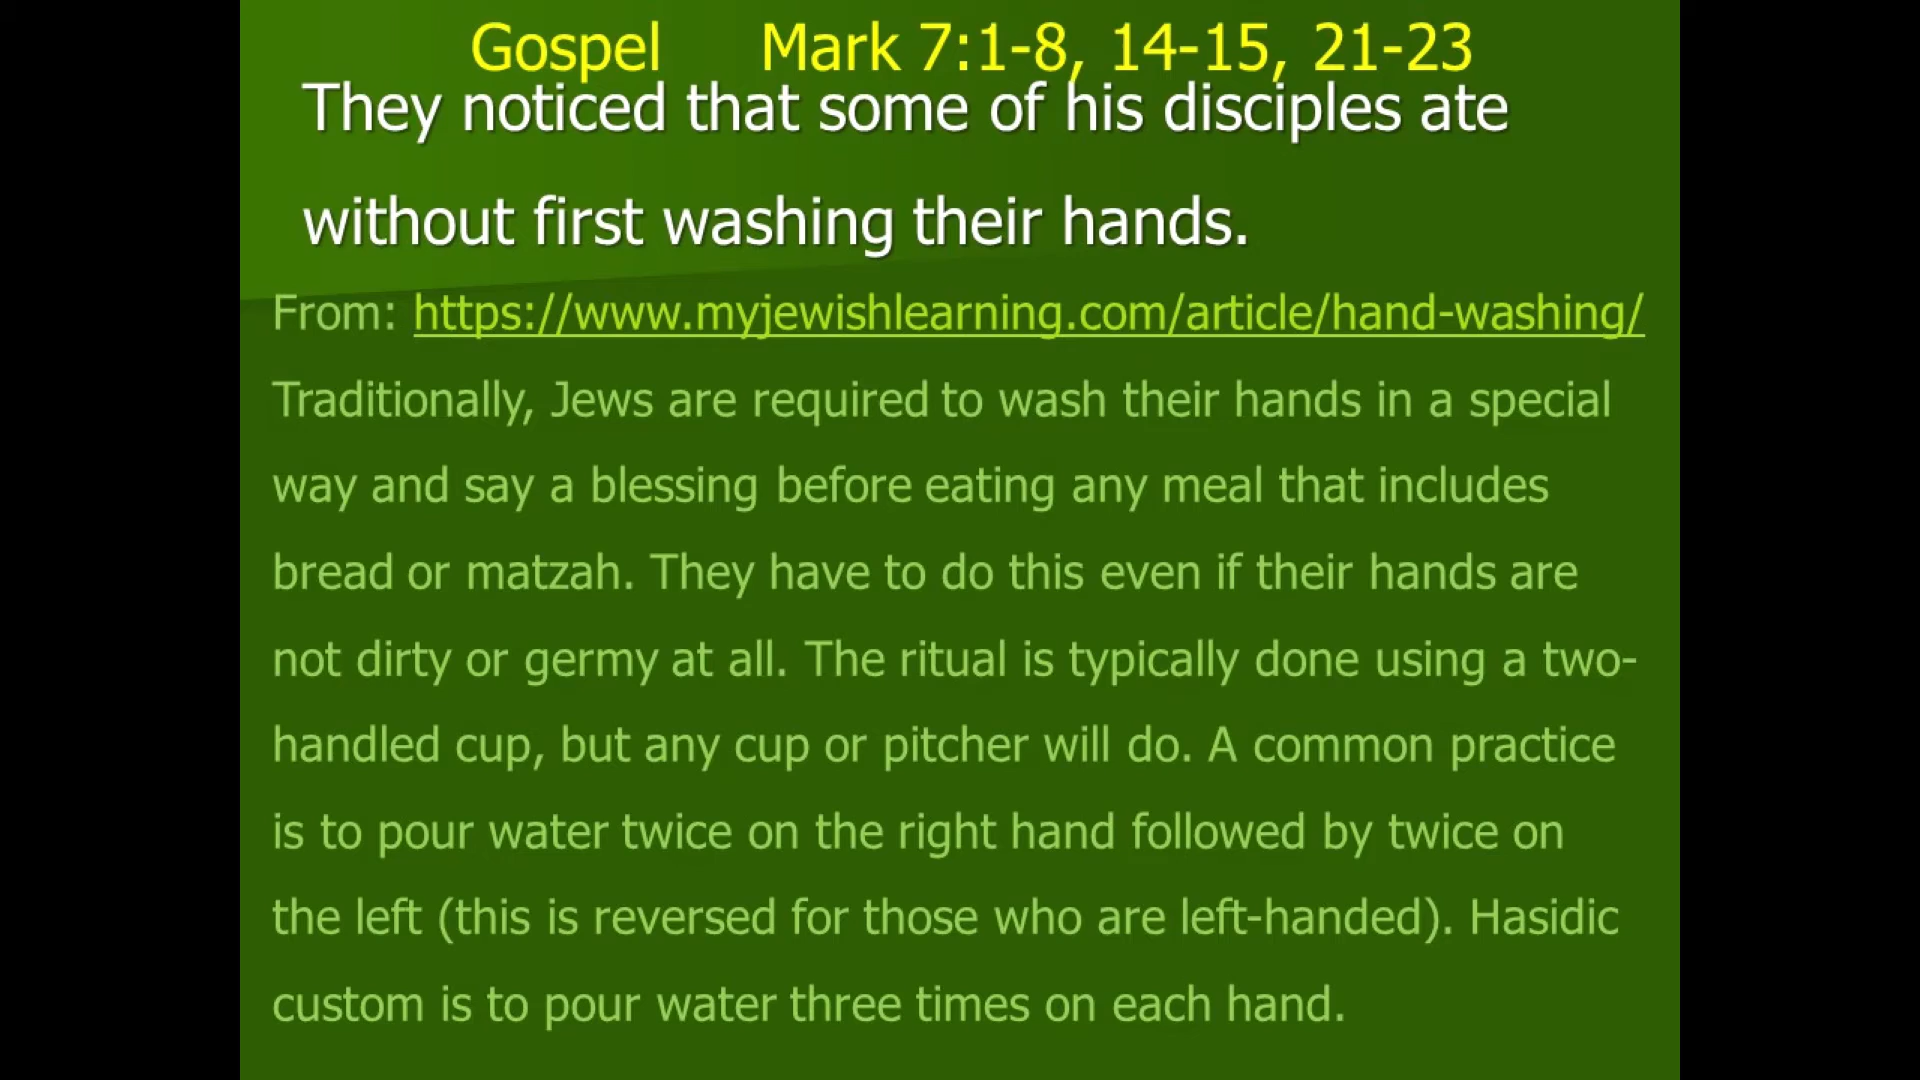 Gospel Mark 7:1-8, 14-15, 21-23
They noticed that some of his disciples ate
without first washing their hands.
From: https://www.myjewishlearning.com/article/hand-washing/
Traditionally, Jews are required to wash their hands in a special
way and say a blessing before eating any meal that includes
bread or matzah. They have to do this even if their hands are
not dirty or germy at all. The ritual is typically done using a two-
handled cup, but any cup or pitcher will do. A common practice
is to pour water twice on the right hand followed by twice on
the left (this is reversed for those who are left-handed). Hasidic
custom is to pour water three times on each hand.